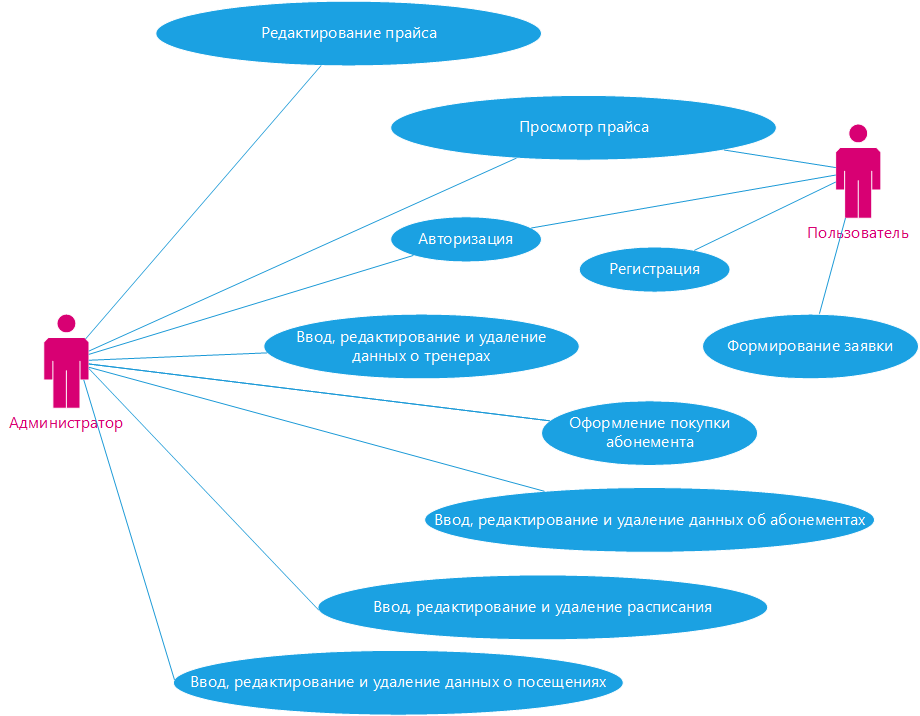 Редактирование прайса
Просмотр прайса
Пользователь
Авторизация
Регистрация
Ввод, редактирование и удаление
данных о тренерах
Формирование заявки
Администратор
Оформление покупки
абонемента
Ввод, редактирование и удаление данных об абонементах
Ввод, редактирование и удаление расписания
Ввод, редактирование и удаление данных о посещениях